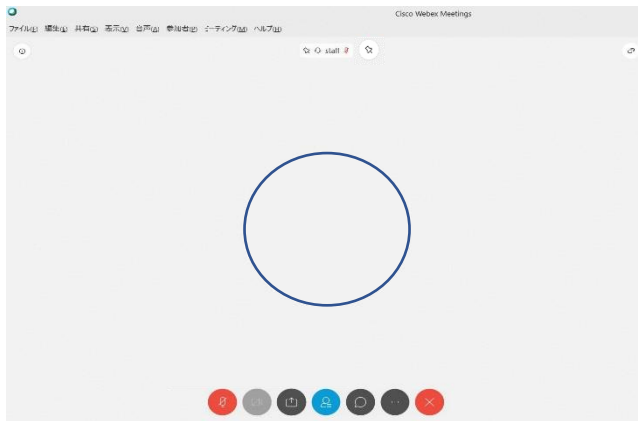 Cisco Webex Meetings
ファイル(F) 編集(E) 共有(S) 表示(V) 音声(A) 参加者(P) ミーティング(M) ヘルプ(H)
staff